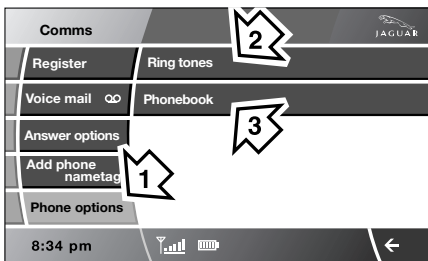 Comms
JAGUAR
2
Register
Ring tones
Voice mail
Phonebook
3
Answer options
Add phone
nametag
1
Phone options
8:34 pm